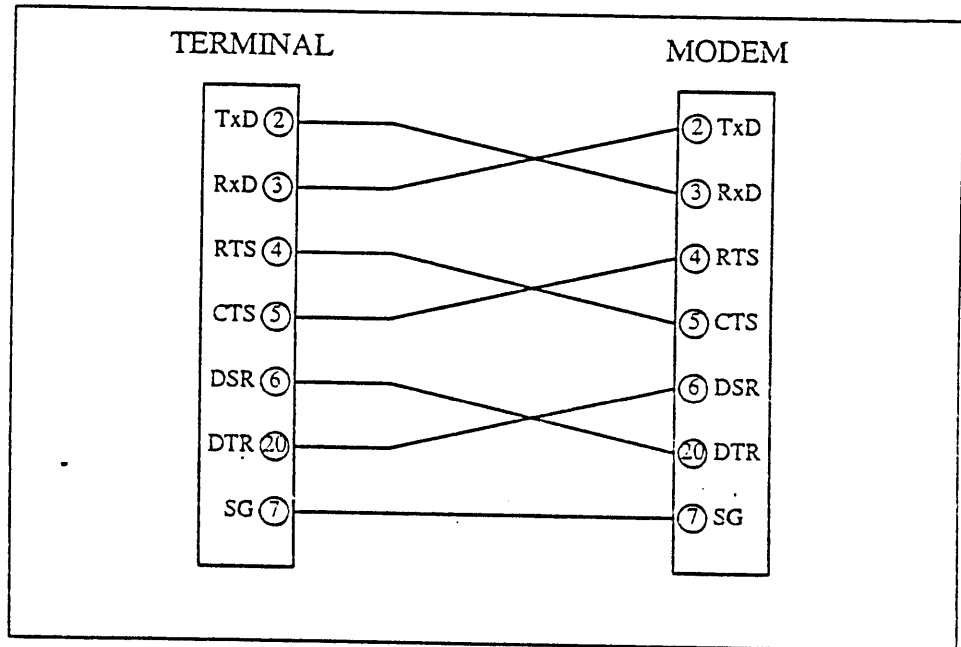 TERMINAL
MODEM
TxD 2
RxD 3
RTS 4
CTS 5
DSR 6
DTR 20
SG 7
2 TxD
3 RxD
4 RTS
5 CTS
6 DSR
20 DTR
7 SG